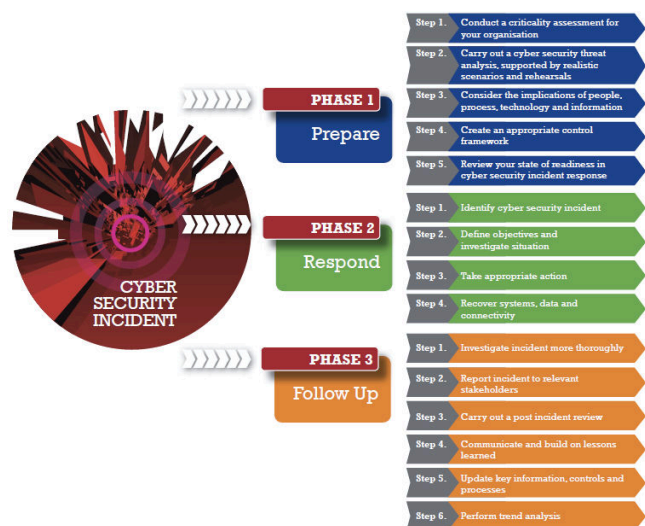 CYBER
SECURITY
INCIDENT
PHASE 1
Prepare
Step 1.
Conduct a criticality assessment for
your organisation
Step 2.
Carry out a cyber security threat
analysis, supported by realistic
scenarios and rehearsals
Step 3.
Consider the implications of people,
process, technology and information
Step 4.
Create an appropriate control
framework
Step 5.
Review your state of readiness in
cyber security incident response
PHASE 2
Respond
Step 1.
Identify cyber security incident
Step 2.
Define objectives and
investigate situation
Step 3.
Take appropriate action
Step 4.
Recover systems, data and
connectivity
PHASE 3
Follow Up
Step 1.
Investigate incident more thoroughly
Step 2.
Report incident to relevant
stakeholders
Step 3.
Carry out a post incident review
Step 4.
Communicate and build on lessons
learned
Step 5.
Update key information, controls and
processes
Step 6.
Perform trend analysis